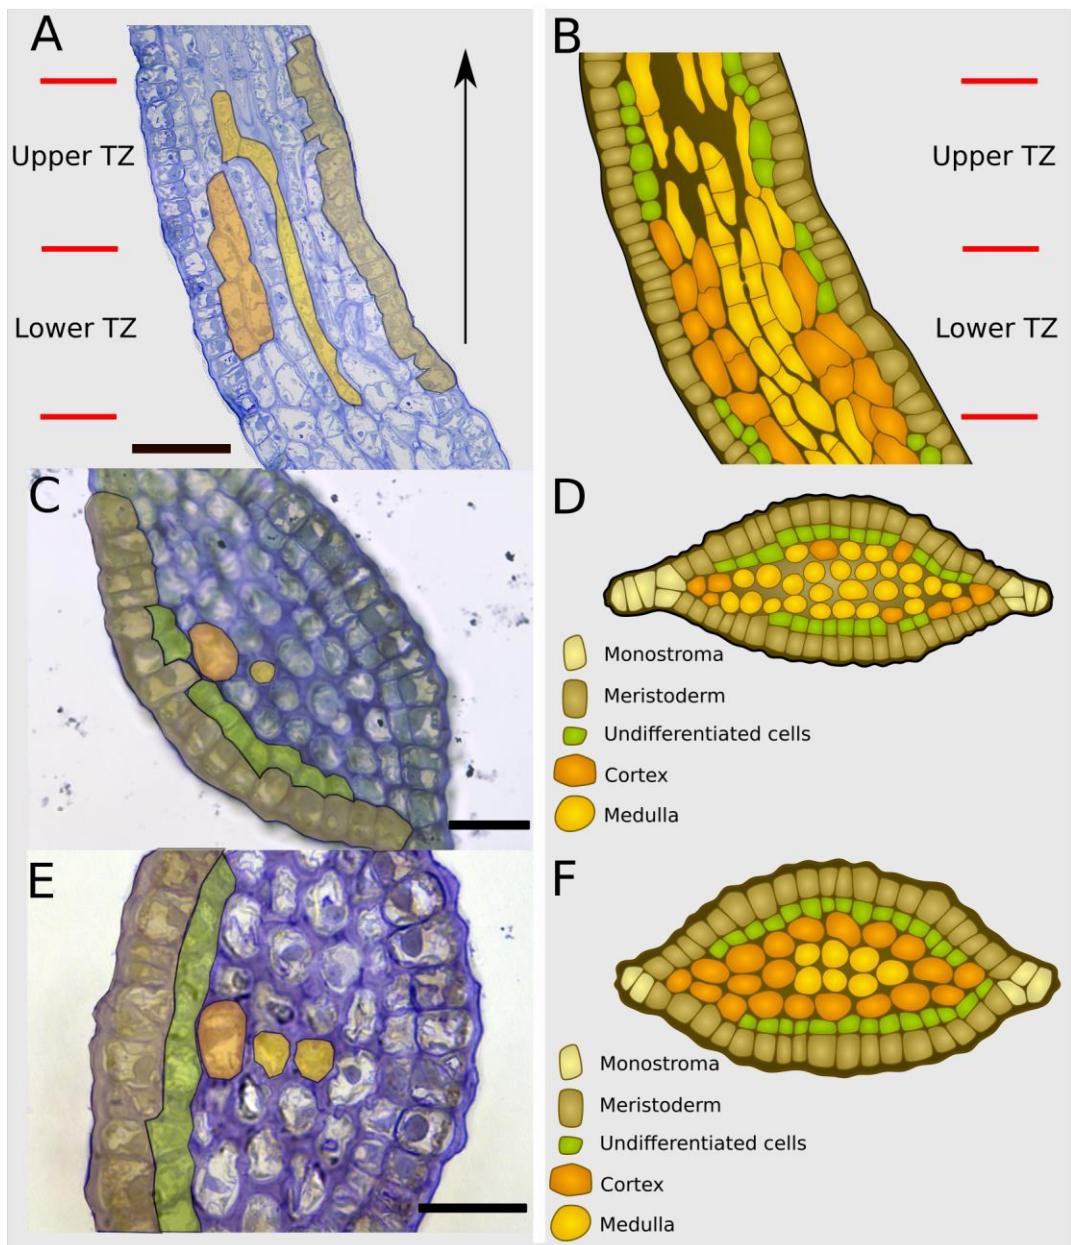 A
Upper TZ
Lower TZ
B
Upper TZ
Lower TZ
C
D
Monostroma
Meristoderm
Undifferentiated cells
Cortex
Medulla
E
F
Monostroma
Meristoderm
Undifferentiated cells
Cortex
Medulla